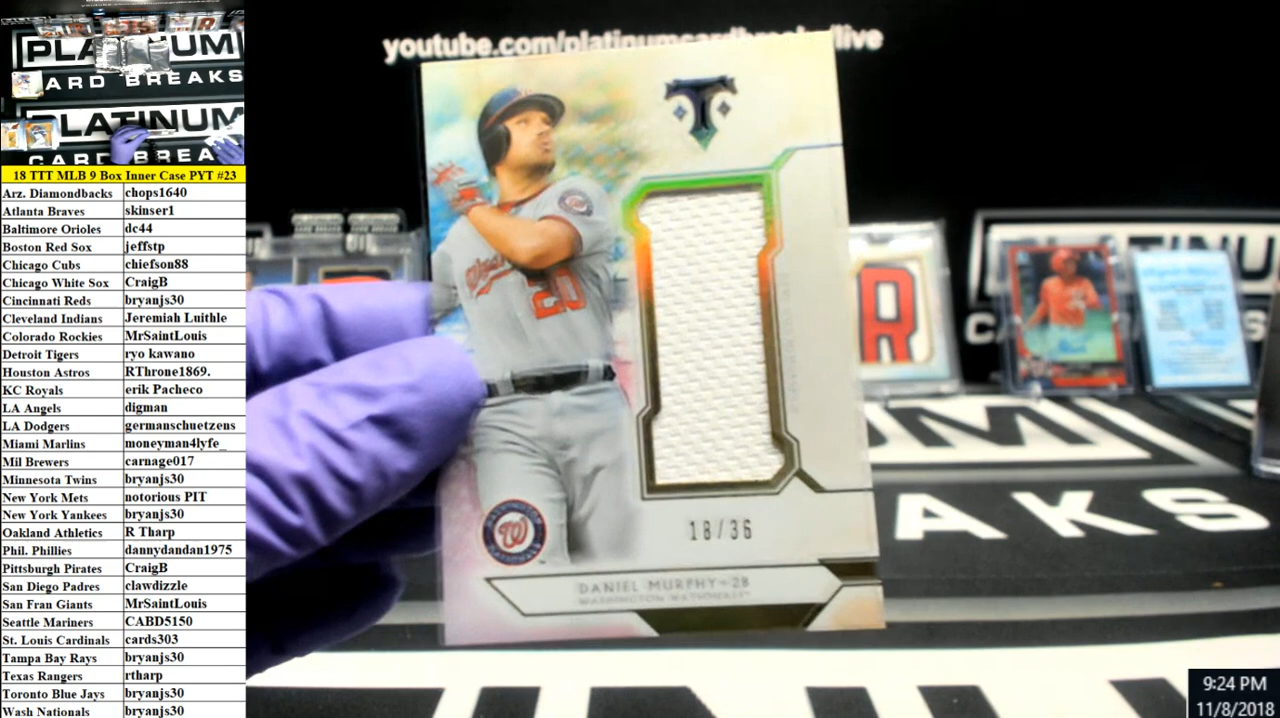 PLATINUM
CARD BREAKS
PLATINUM
CARD BREA
18 TTT MLB 9 Box Inner Case PYT #23
Arz. Diamondbacks chops1640
Atlanta Braves skinser1
Baltimore Orioles dc44
Boston Red Sox jeffstp
Chicago Cubs chiefson88
Chicago White Sox CraigB
Cincinnati Reds bryanjs30
Cleveland Indians Jeremiah Luithle
Colorado Rockies MrSaintLouis
Detroit Tigers ryo kawano
Houston Astros RThrone1869.
KC Royals erik Pacheco
LA Angels digman
LA Dodgers germanschuetzens
Miami Marlins moneyman4lyfe_
Mil Brewers carnage017
Minnesota Twins bryanjs30
New York Mets notorious PIT
New York Yankees bryanjs30
Oakland Athletics R Tharp
Phil. Phillies dannydandan1975
Pittsburgh Pirates CraigB
San Diego Padres clawdizzle
San Fran Giants MrSaintLouis
Seattle Mariners CABD5150
St. Louis Cardinals cards303
Tampa Bay Rays bryanjs30
Texas Rangers rtharp
Toronto Blue Jays bryanjs30
Wash Nationals bryanjs30
youtube.com/platinumcardbreakslive
T
20
W
18/36
DANIEL MURPHY - 2B
WASHINGTON NATIONALS
R
PLATINUM
BREAKS
9:24 PM
11/8/2018